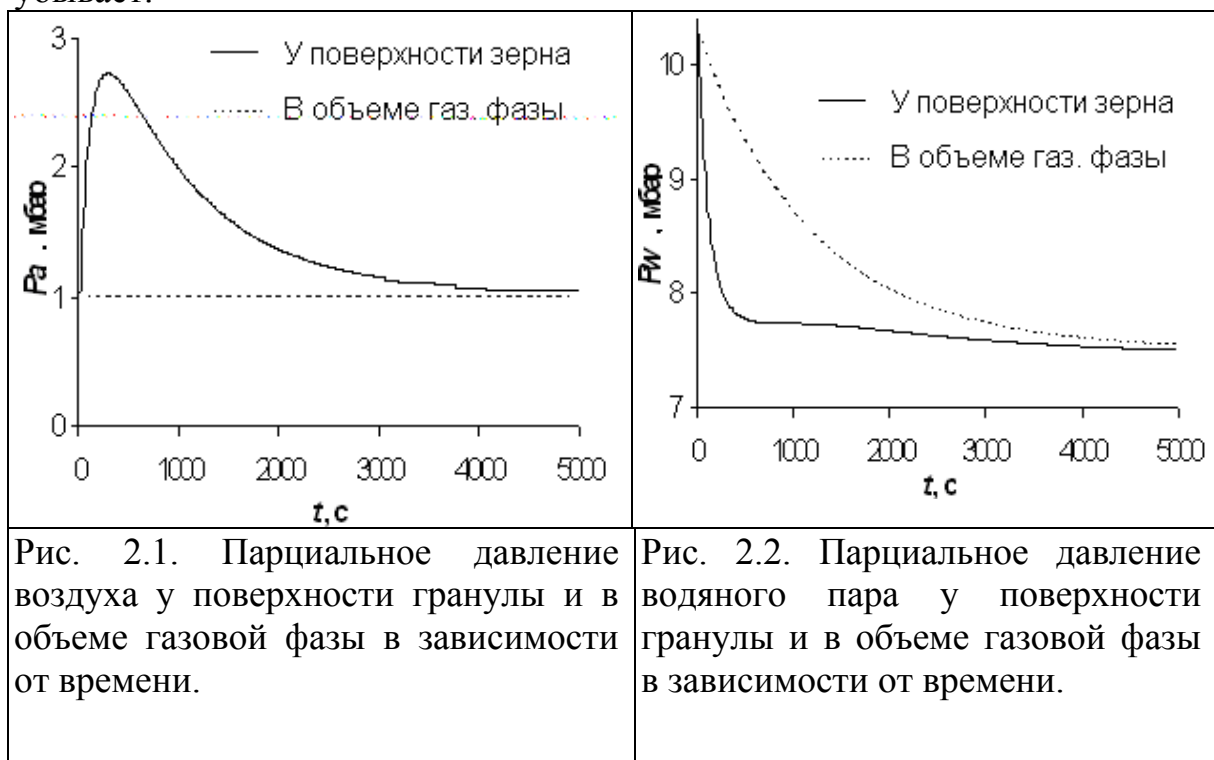 убывает.
3
2
1
0
Pa , мбар
У поверхности зерна
В объеме газ. фазы
0 1000 2000 3000 4000 5000
t, с
10
9
8
7
Pw , мбар
У поверхности зерна
В объеме газ. фазы
0 1000 2000 3000 4000 5000
t, с
Рис. 2.1. Парциальное давление
воздуха у поверхности гранулы и в
объеме газовой фазы в зависимости
от времени.
Рис. 2.2. Парциальное давление
водяного пара у поверхности
гранулы и в объеме газовой фазы
в зависимости от времени.